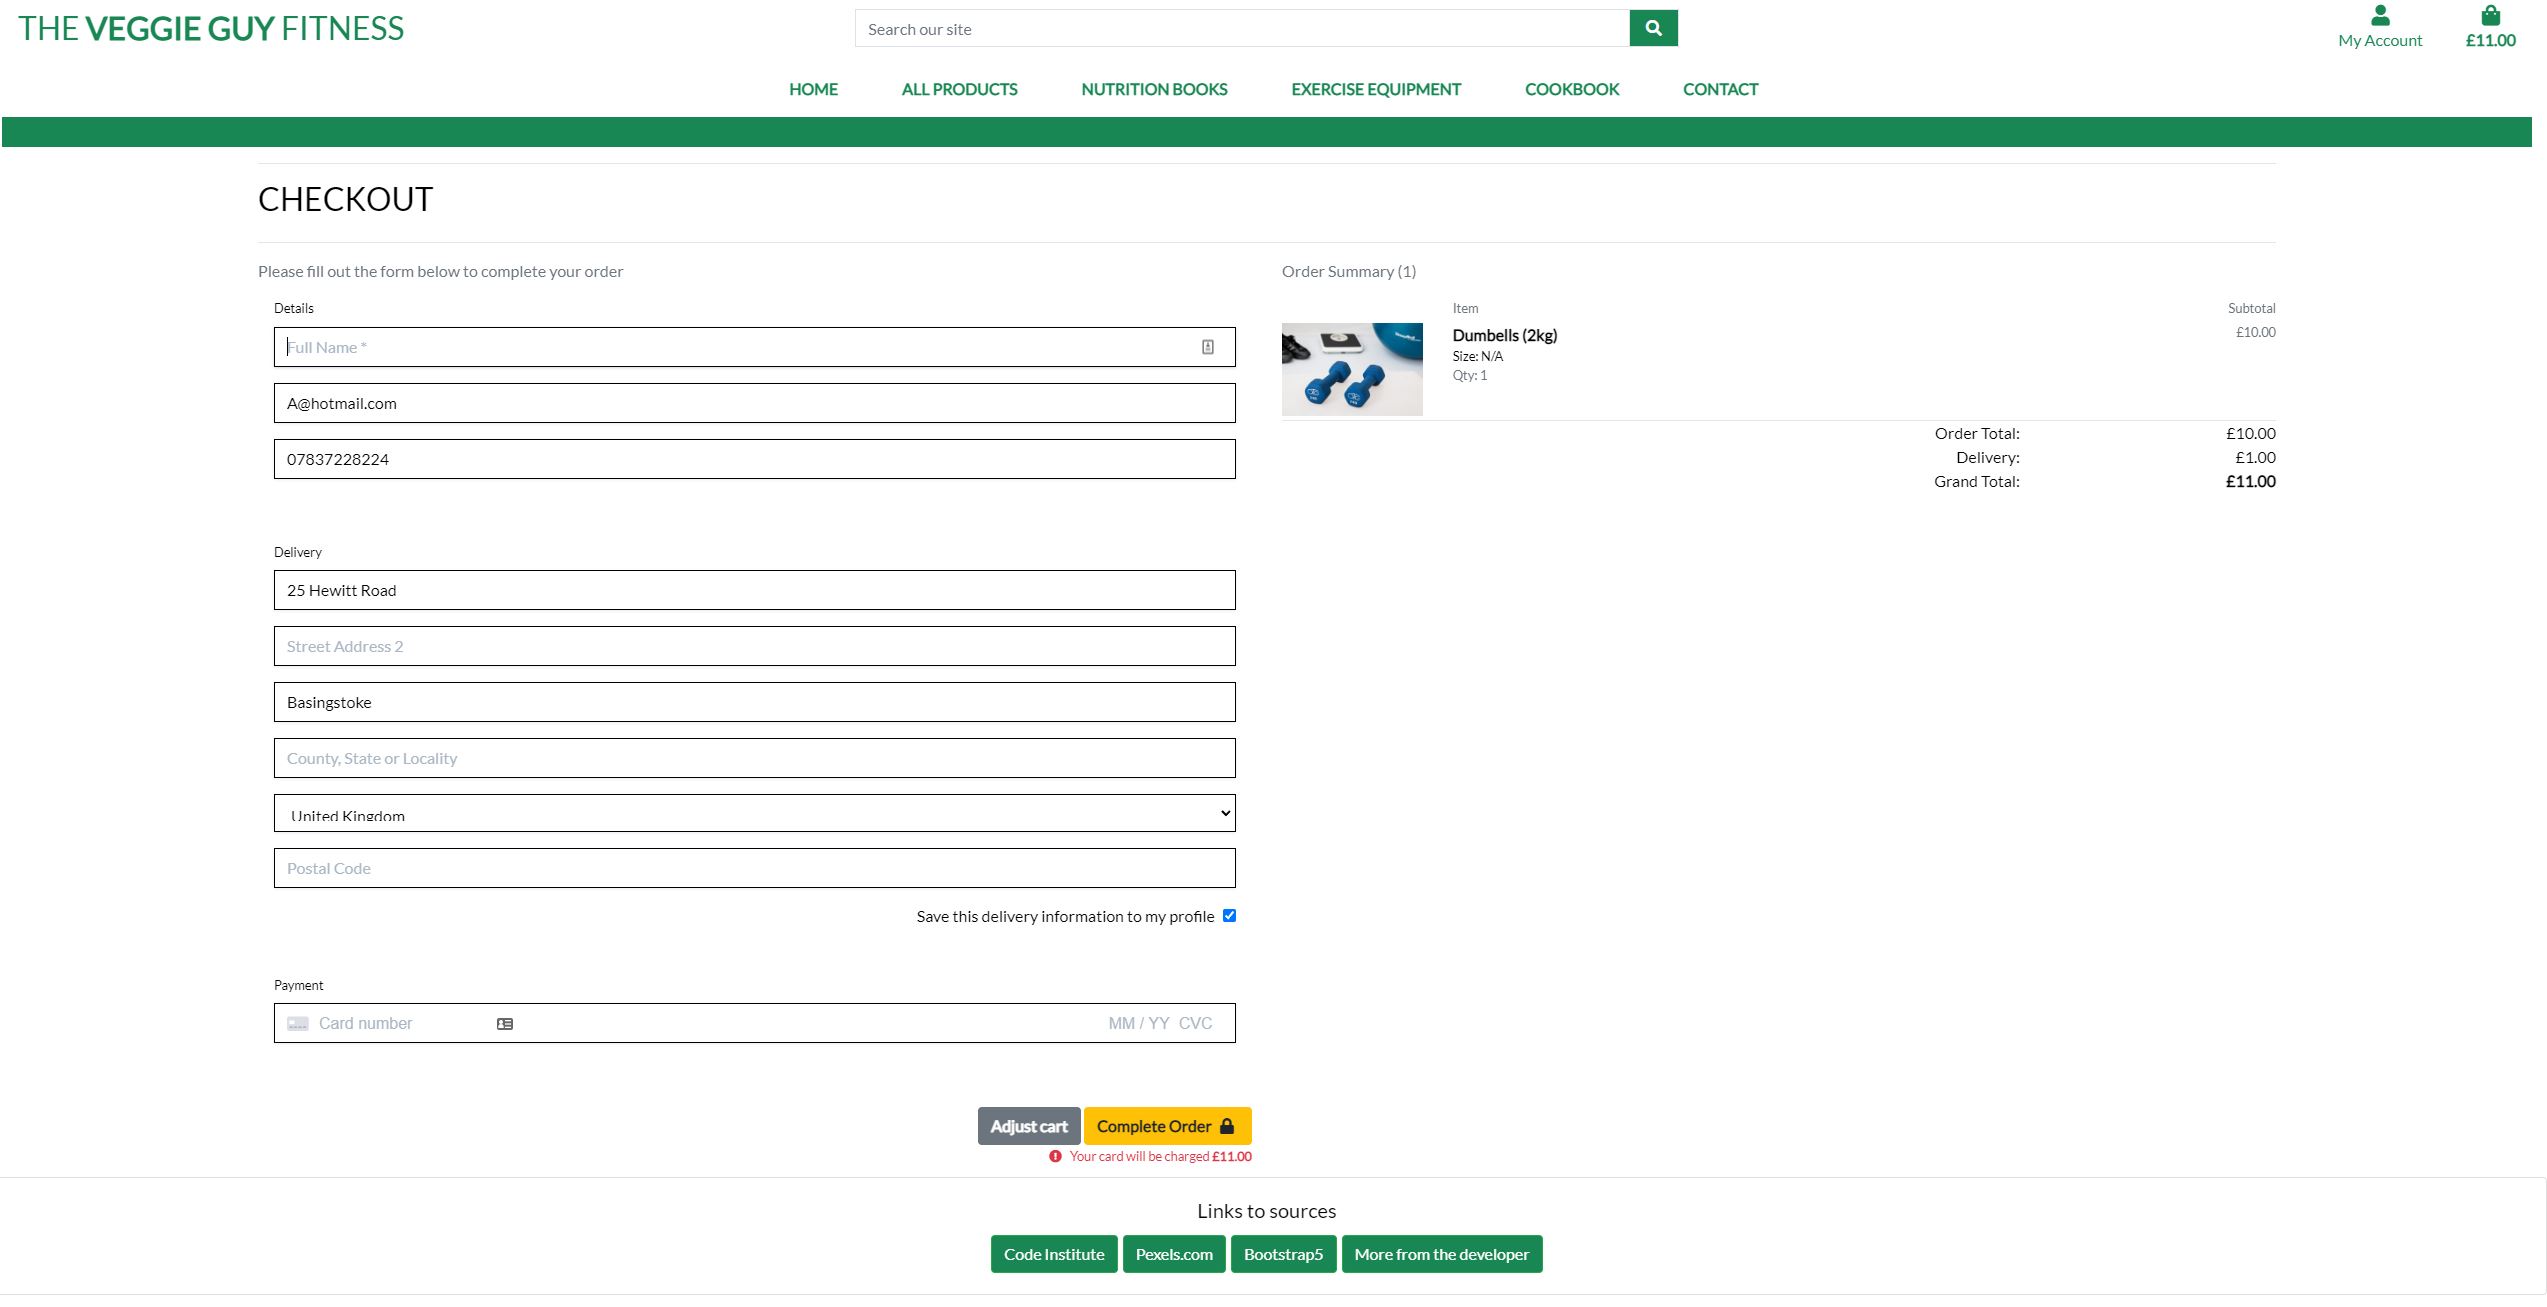 THE VEGGIE GUY FITNESS
Search our site
My Account
£11.00
HOME ALL PRODUCTS NUTRITION BOOKS EXERCISE EQUIPMENT COOKBOOK CONTACT
CHECKOUT
Please fill out the form below to complete your order
Details
Full Name *
A@hotmail.com
07837228224
Delivery
25 Hewitt Road
Street Address 2
Basingstoke
County, State or Locality
United Kingdom
Postal Code
Save this delivery information to my profile
Payment
Card number MM / YY CVC
Adjust cart Complete Order
Your card will be charged £11.00
Order Summary (1)
Item Subtotal
Dumbells (2kg) £10.00
Size: N/A
Qty: 1
Order Total: £10.00
Delivery: £1.00
Grand Total: £11.00
Links to sources
Code Institute Pexels.com Bootstrap5 More from the developer